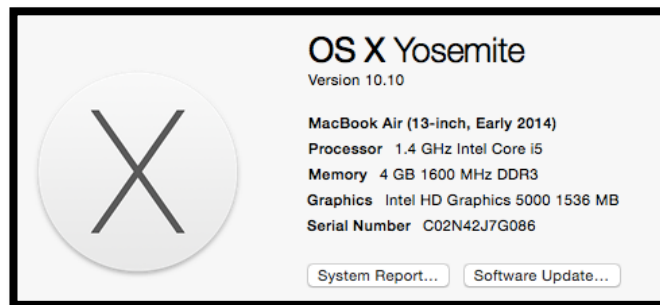 OS X Yosemite
Version 10.10
MacBook Air (13-inch, Early 2014)
Processor 1.4 GHz Intel Core i5
Memory 4 GB 1600 MHz DDR3
Graphics Intel HD Graphics 5000 1536 MB
Serial Number C02N42J7G086
System Report... Software Update...